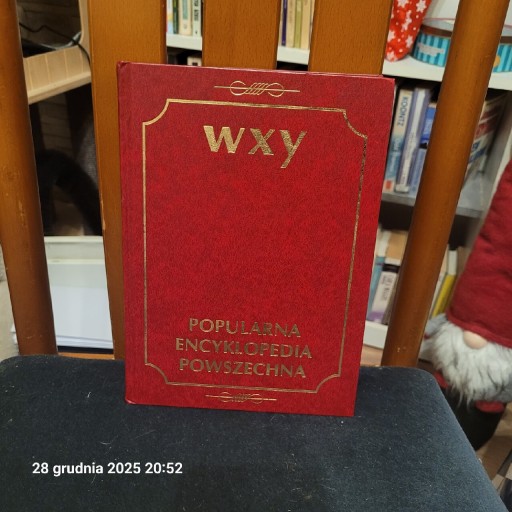 wxy
POPULARNA
ENCYKLOPEDIA
POWSZECHNA
28 grudnia 2025 20:52